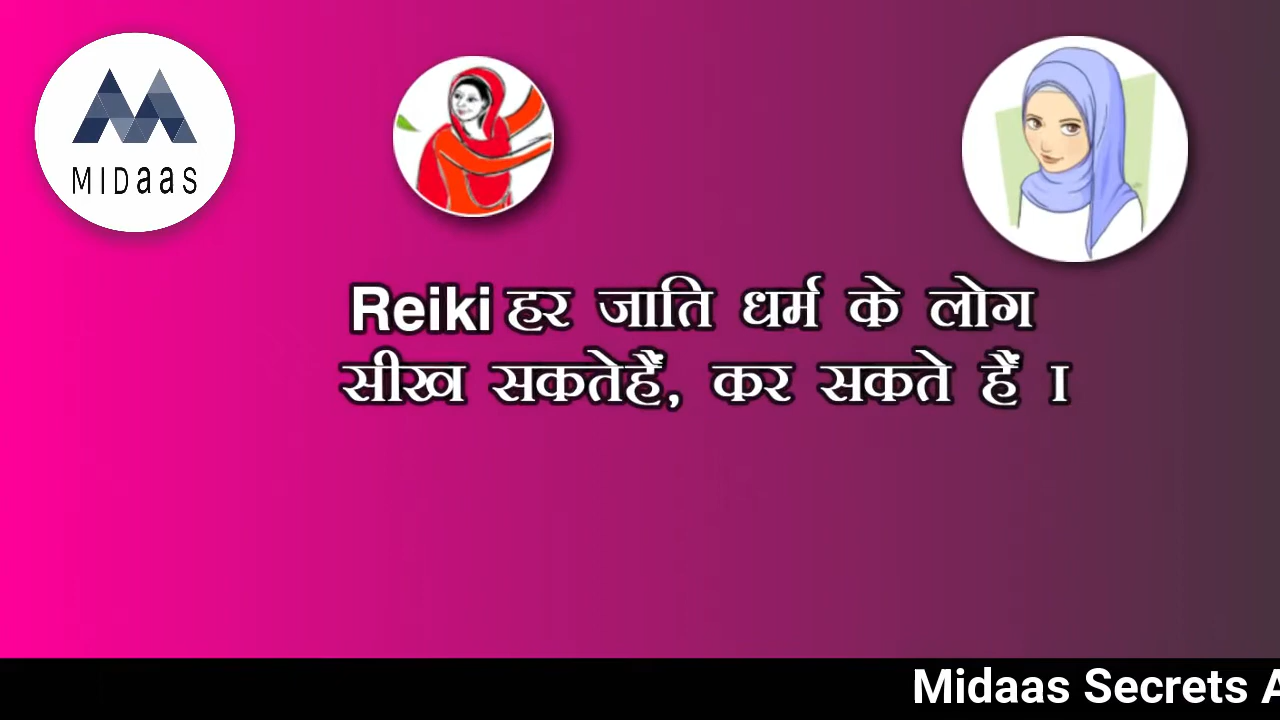 MIDaas
Reiki हर जाति धर्म के लोग
सीख सकतेहैं, कर सकते हैं ।
Midaas Secrets A